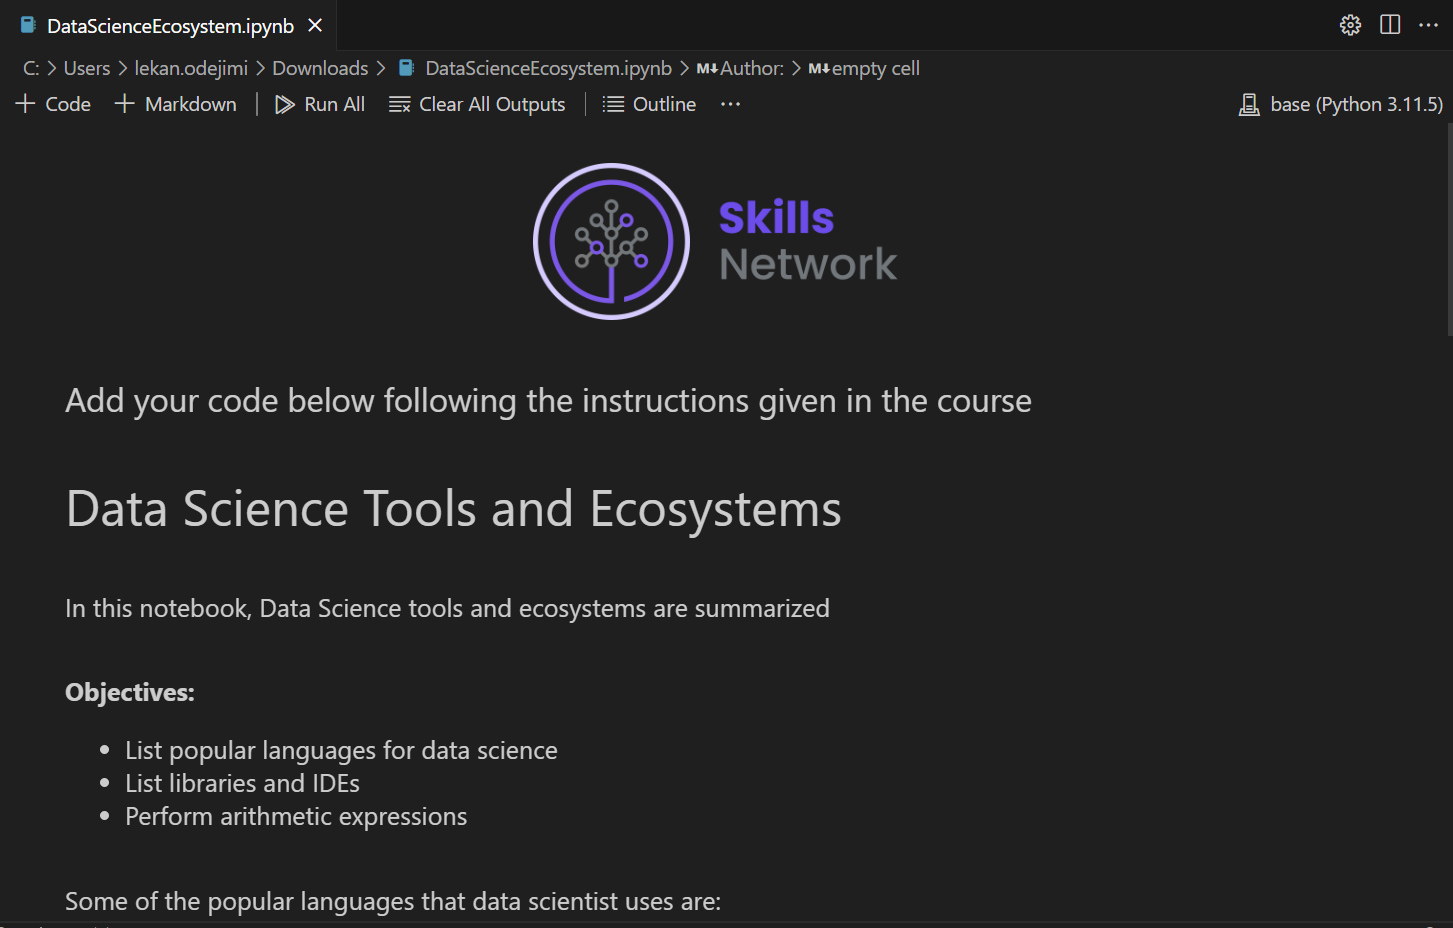 DataScienceEcosystem.ipynb
C: > Users > lekan.odejimi > Downloads > DataScienceEcosystem.ipynb > M↓Author: > M↓empty cell
+ Code + Markdown | Run All Clear All Outputs | Outline ··· base (Python 3.11.5)
Skills
Network
Add your code below following the instructions given in the course
Data Science Tools and Ecosystems
In this notebook, Data Science tools and ecosystems are summarized
Objectives:
• List popular languages for data science
• List libraries and IDEs
• Perform arithmetic expressions
Some of the popular languages that data scientist uses are: